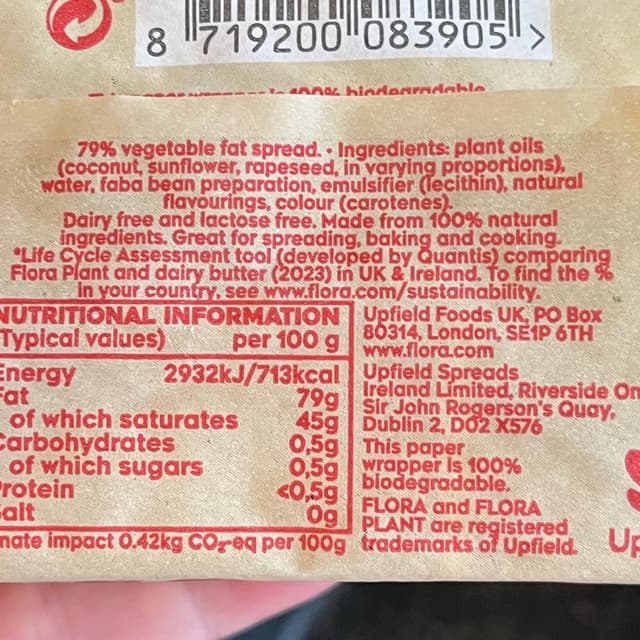 8 719200 083905 >
100% biodegradable
79% vegetable fat spread. • Ingredients: plant oils
(coconut, sunflower, rapeseed, in varying proportions),
water, faba bean preparation, emulsifier (lecithin), natural
flavourings, colour (carotenes).
Dairy free and lactose free. Made from 100% natural
ingredients. Great for spreading, baking and cooking.
*Life Cycle Assessment tool (developed by Quantis) comparing
Flora Plant and dairy butter (2023) in UK & Ireland. To find the %
in your country, see www.flora.com/sustainability.
NUTRITIONAL INFORMATION
(Typical values) per 100 g
Energy 2932kJ/713kcal
Fat 79g
of which saturates 45g
Carbohydrates 0,5g
of which sugars 0,5g
Protein <0,5g
Salt 0g
mate impact 0.42kg CO₂-eq per 100g
Upfield Foods UK, PO Box
80314, London, SE1P 6TH
www.flora.com
Upfield Spreads
Ireland Limited, Riverside On
Sir John Rogerson's Quay,
Dublin 2, D02 X576
This paper
wrapper is 100%
biodegradable.
FLORA and FLORA
PLANT are registered
trademarks of Upfield.
Up